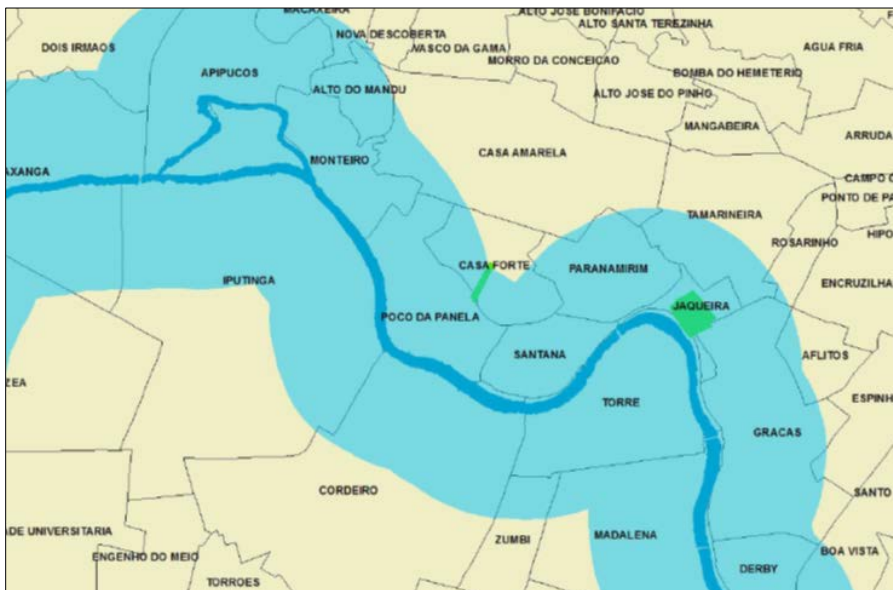 MACAXEIRA
ALTO JOSE BONIFACIO
ALTO SANTA TEREZINHA
NOVA DESCOBERTA
DOIS IRMAOS
VASCO DA GAMA
AGUA FRIA
MORRO DA CONCEICAO
APIPUCOS
BOMBA DO HEMETERIO
ALTO DO MANDU
ALTO JOSE DO PINHO
MANGABEIRA
ARRUDA
CASA AMARELA
MONTEIRO
AXANGA
CAMPO
PONTO DE PA
TAMARINEIRA
HIPO
ROSARINHO
CASA FORTE
PARANAMIRIM
IPUTINGA
ENCRUZILHA
JAQUEIRA
POCO DA PANELA
SANTANA
AFLITOS
ZEA
ESPINH
TORRE
GRACAS
CORDEIRO
SANTO
ADE UNIVERSITARIA
MADALENA
ZUMBI
BOA VISTA
ENGENHO DO MEIO
DERBY
TORROES